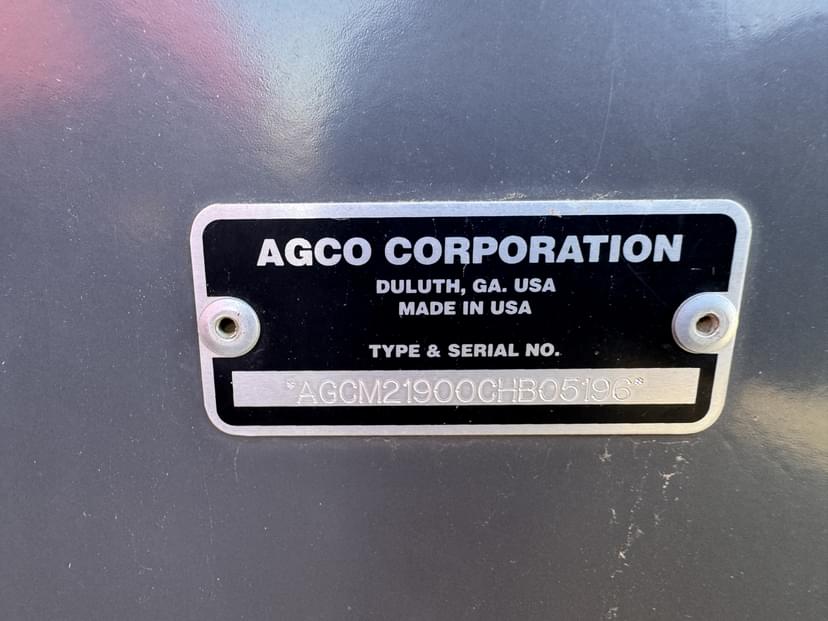 AGCO CORPORATION
DULUTH, GA. USA
MADE IN USA
TYPE & SERIAL NO.
*AGCM21900CHB05196*